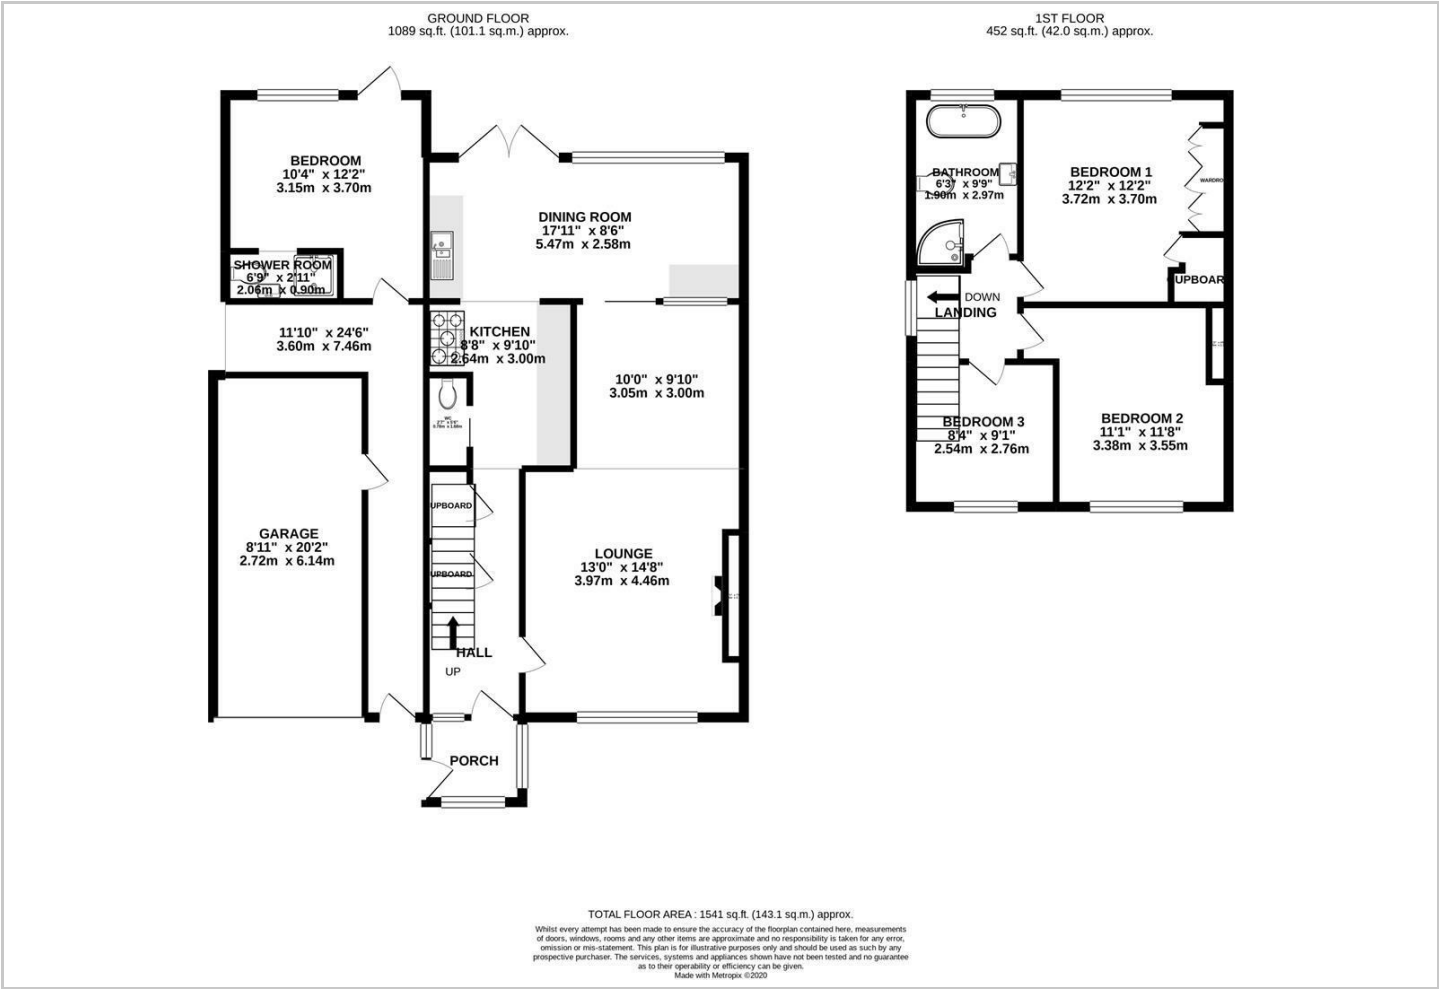 GROUND FLOOR
1089 sq.ft. (101.1 sq.m.) approx.
1ST FLOOR
452 sq.ft. (42.0 sq.m.) approx.
BEDROOM
10'4" x 12'2"
3.15m x 3.70m
SHOWER ROOM
6'9" x 2'11"
2.06m x 0.90m
11'10" x 24'6"
3.60m x 7.46m
GARAGE
8'11" x 20'2"
2.72m x 6.14m
DINING ROOM
17'11" x 8'6"
5.47m x 2.58m
KITCHEN
8'8" x 9'10"
2.64m x 3.00m
WC
10'0" x 9'10"
3.05m x 3.00m
UPBOARD
UPBOARD
HALL
UP
LOUNGE
13'0" x 14'8"
3.97m x 4.46m
PORCH
BATHROOM
6'3" x 9'9"
1.90m x 2.97m
BEDROOM 1
12'2" x 12'2"
3.72m x 3.70m
WARDRO
UPBOAR
DOWN
LANDING
BEDROOM 3
8'4" x 9'1"
2.54m x 2.76m
BEDROOM 2
11'1" x 11'8"
3.38m x 3.55m
TOTAL FLOOR AREA : 1541 sq.ft. (143.1 sq.m.) approx.
Whilst every attempt has been made to ensure the accuracy of the floorplan contained here, measurements
of doors, windows, rooms and any other items are approximate and no responsibility is taken for any error,
omission or mis-statement. This plan is for illustrative purposes only and should be used as such by any
prospective purchaser. The services, systems and appliances shown have not been tested and no guarantee
as to their operability or efficiency can be given.
Made with Metropix ©2020